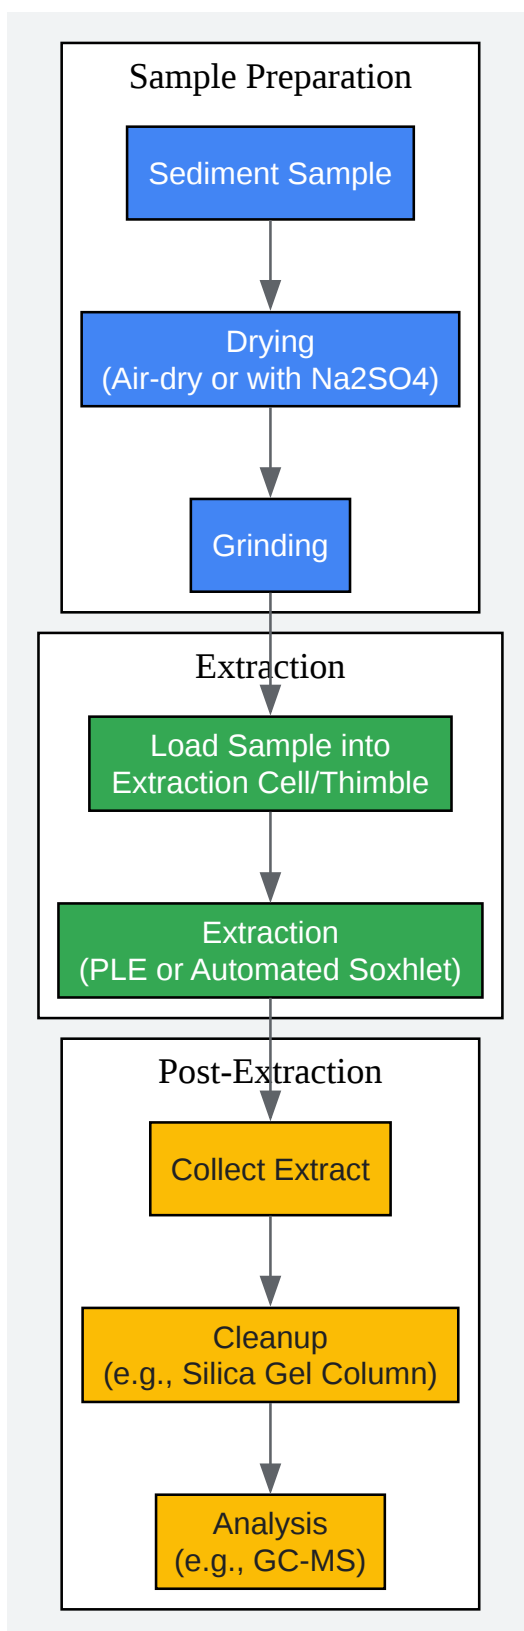 Sample Preparation
Sediment Sample
Drying
(Air-dry or with Na2SO4)
Grinding
Extraction
Load Sample into
Extraction Cell/Thimble
Extraction
(PLE or Automated Soxhlet)
Post-Extraction
Collect Extract
Cleanup
(e.g., Silica Gel Column)
Analysis
(e.g., GC-MS)